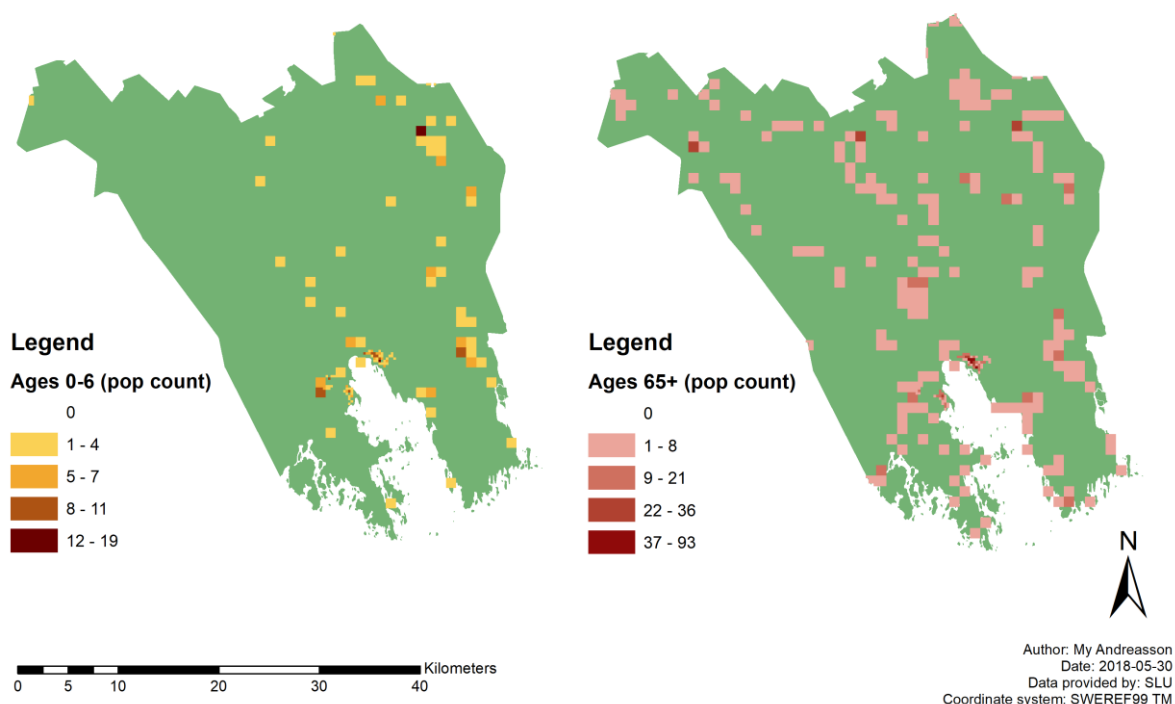 Legend
Ages 0-6 (pop count)
0
1 - 4
5 - 7
8 - 11
12 - 19
Legend
Ages 65+ (pop count)
0
1 - 8
9 - 21
22 - 36
37 - 93
N
Kilometers
0 5 10 20 30 40
Author: My Andreasson
Date: 2018-05-30
Data provided by: SLU
Coordinate system: SWEREF99 TM